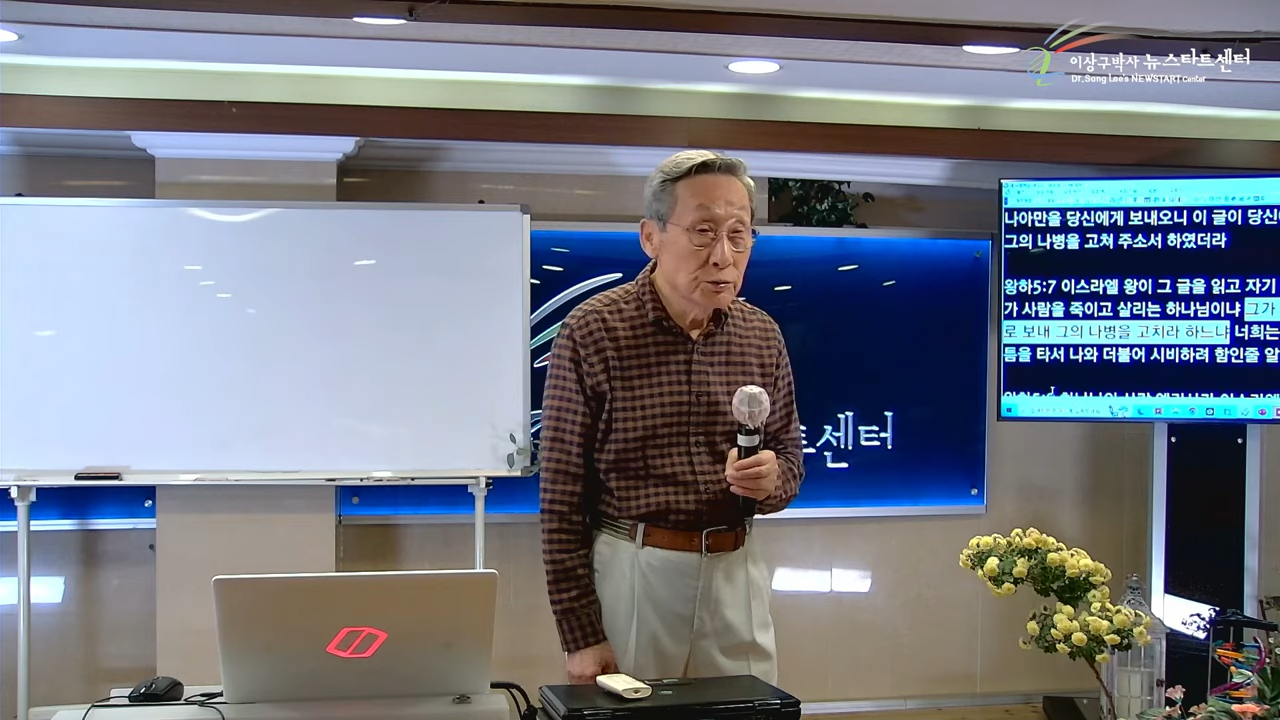 이상구박사 뉴스타트센터
Dr. Sang Lee's NEWSTART Center
나아만을 당신에게 보내오니 이 글이 당신
그의 나병을 고쳐 주소서 하였더라
왕하5:7 이스라엘 왕이 그 글을 읽고 자기
가 사람을 죽이고 살리는 하나님이냐 그가
로 보내 그의 나병을 고치라 하느냐 너희는
틈을 타서 나와 더불어 시비하려 함인줄 알
센터